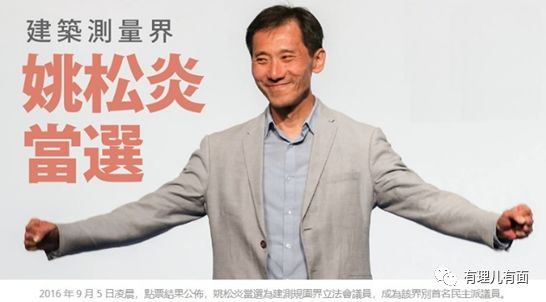 建築測量界
姚松炎
當選
有理儿有面
2016 年 9 月 5 日凌晨，點票結果公佈，姚松炎當選為建測規園界立法會議員，成為該界別首名民主派議員。